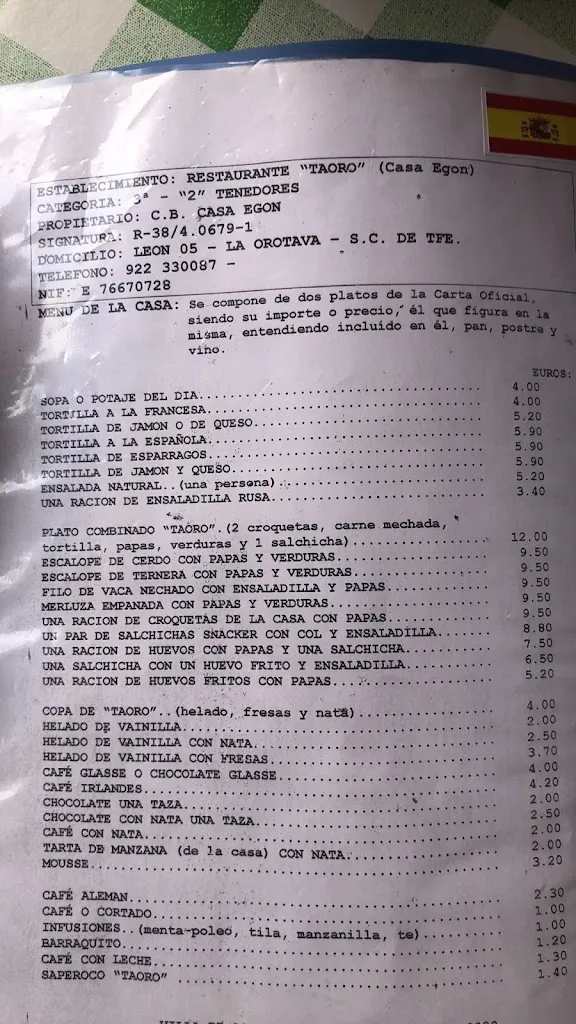 ESTABLECIMIENTO: RESTAURANTE "TAORO" (Casa Egon)
CATEGORIA: 3ª - "2" TENEDORES
PROPIETARIO: C.B. CASA EGON
SIGNATURA: R-38/4.0679-1
DOMICILIO: LEON 05 - LA OROTAVA - S.C. DE TFE.
TELEFONO: 922 330087 -
NIF: E 76670728
MENU DE LA CASA: Se compone de dos platos de la Carta Oficial,
siendo su importe o precio, él que figura en la
misma, entendiendo incluído en él, pan, postre y
vino.
EUROS:
SOPA O POTAJE DEL DIA.................................... 4.00
TORTILLA A LA FRANCESA................................... 4.00
TORTILLA DE JAMON O DE QUESO............................. 5.20
TORTILLA A LA ESPAÑOLA................................... 5.90
TORTILLA DE ESPARRAGOS................................... 5.90
TORTILLA DE JAMON Y QUESO................................ 5.90
ENSALADA NATURAL..(una persona).......................... 5.20
UNA RACION DE ENSALADILLA RUSA........................... 3.40
PLATO COMBINADO "TAORO".(2 croquetas, carne mechada,
tortilla, papas, verduras y 1 salchicha)................. 12.00
ESCALOPE DE CERDO CON PAPAS Y VERDURAS................... 9.50
ESCALOPE DE TERNERA CON PAPAS Y VERDURAS................. 9.50
FILO DE VACA NECHADO CON ENSALADILLA Y PAPAS............. 9.50
MERLUZA EMPANADA CON PAPAS Y VERDURAS.................... 9.50
UNA RACION DE CROQUETAS DE LA CASA CON PAPAS............. 9.50
UN PAR DE SALCHICHAS SNACKER CON COL Y ENSALADILLA....... 8.80
UNA RACION DE HUEVOS CON PAPAS Y UNA SALCHICHA........... 7.50
UNA SALCHICHA CON UN HUEVO FRITO Y ENSALADILLA........... 6.50
UNA RACION DE HUEVOS FRITOS CON PAPAS.................... 5.20
COPA DE "TAORO"..(helado, fresas y nata)................. 4.00
HELADO DE VAINILLA....................................... 2.00
HELADO DE VAINILLA CON NATA.............................. 2.50
HELADO DE VAINILLA CON FRESAS............................ 3.70
CAFÉ GLASSE O CHOCOLATE GLASSE........................... 4.00
CAFÉ IRLANDES............................................ 4.20
CHOCOLATE UNA TAZA....................................... 2.00
CHOCOLATE CON NATA UNA TAZA.............................. 2.50
CAFÉ CON NATA............................................ 2.00
TARTA DE MANZANA (de la casa) CON NATA................... 2.00
MOUSSE................................................... 3.20
CAFÉ ALEMAN.............................................. 2.30
CAFÉ O CORTADO........................................... 1.00
INFUSIONES..(menta-poleo, tila, manzanilla, te).......... 1.00
BARRAQUITO............................................... 1.20
CAFÉ CON LECHE........................................... 1.30
SAPEROCO "TAORO" ........................................ 1.40